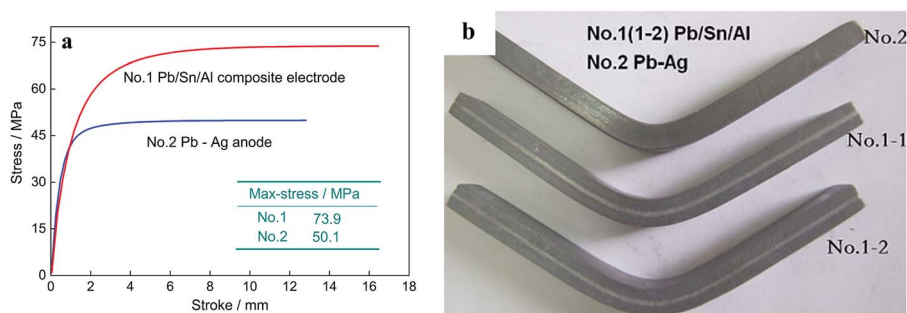 a
Stress / MPa
75
60
45
30
15
0
0 2 4 6 8 10 12 14 16 18
Stroke / mm
No.1 Pb/Sn/Al composite electrode
No.2 Pb - Ag anode
Max-stress / MPa
No.1 73.9
No.2 50.1
b
No.1(1-2) Pb/Sn/Al
No.2 Pb-Ag
No.2
No.1-1
No.1-2